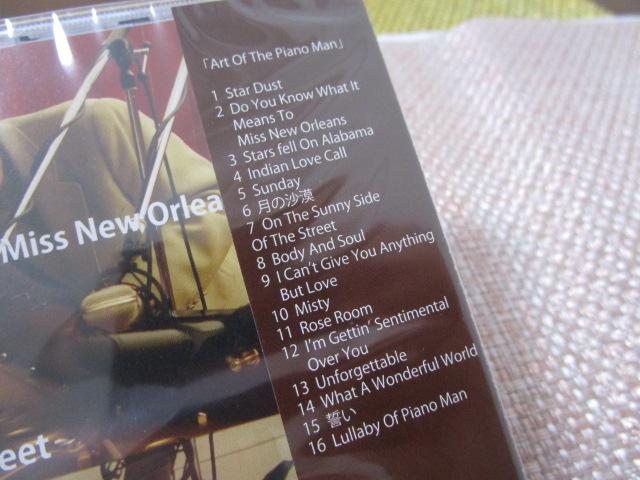 「Art Of The Piano Man」
1 Star Dust
2 Do You Know What It
Means To
Miss New Orleans
3 Stars fell On Alabama
4 Indian Love Call
5 Sunday
6 月の沙漠
7 On The Sunny Side
Of The Street
8 Body And Soul
9 I Can't Give You Anything
But Love
10 Misty
11 Rose Room
12 I'm Gettin' Sentimental
Over You
13 Unforgettable
14 What A Wonderful World
15 誓い
16 Lullaby Of Piano Man
Miss New Orlea
eet